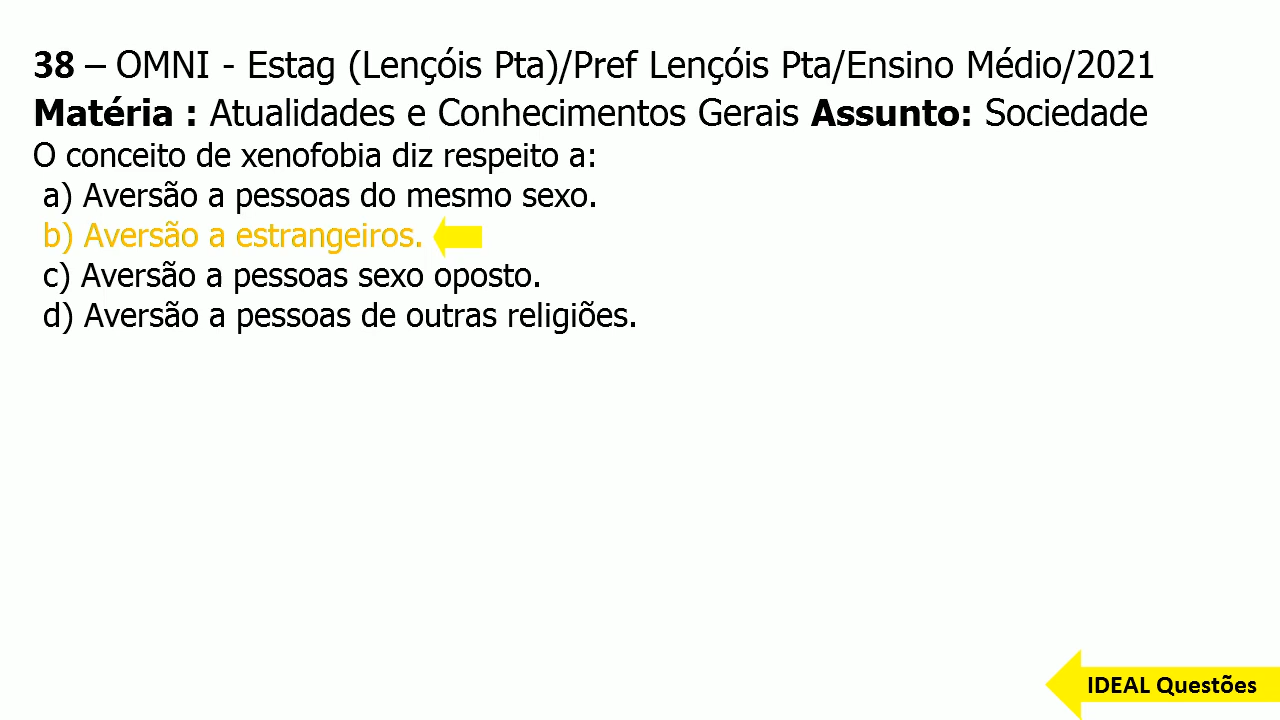 38 – OMNI - Estag (Lençóis Pta)/Pref Lençóis Pta/Ensino Médio/2021
Matéria : Atualidades e Conhecimentos Gerais Assunto: Sociedade
O conceito de xenofobia diz respeito a:
a) Aversão a pessoas do mesmo sexo.
b) Aversão a estrangeiros.
c) Aversão a pessoas sexo oposto.
d) Aversão a pessoas de outras religiões.
IDEAL Questões